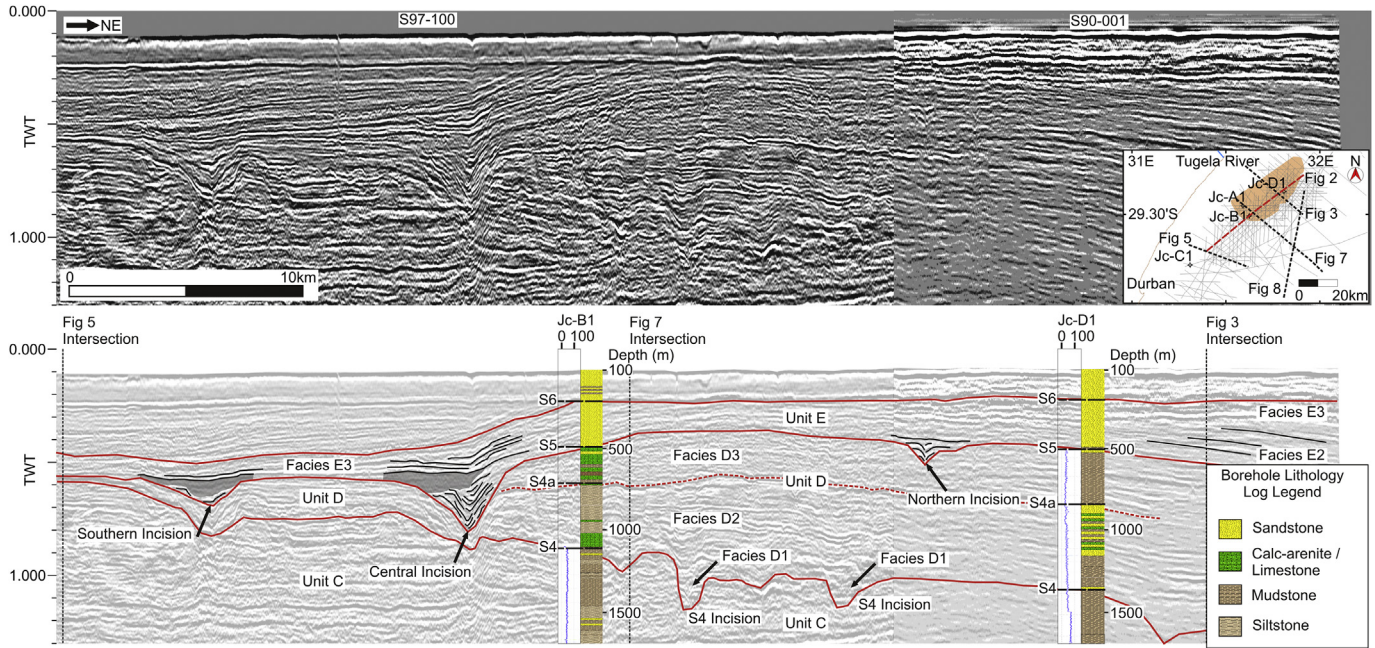 0.000
NE
S97-100
S90-001
TWT
1.000
0
10km
31E
Tugela River
32E
N
Jc-D1
Fig 2
Jc-A1
29.30'S
Jc-B1
Fig 3
Fig 5
Jc-C1
Fig 7
Durban
Fig 8
0
20km
Fig 5
Intersection
Jc-B1
0 100
Fig 7
Intersection
Jc-D1
0 100
Fig 3
Intersection
0.000
Depth (m)
Depth (m)
100
100
S6
Unit E
S6
Facies E3
S5
500
Facies D3
S5
500
Facies E2
Facies E3
TWT
Unit D
S4a
Unit D
Northern Incision
S4a
Southern Incision
Facies D2
1000
1000
Central Incision
S4
Facies D1
Facies D1
1.000
Unit C
S4
S4 Incision
S4 Incision
1500
Unit C
1500
Borehole Lithology
Log Legend
Sandstone
Calc-arenite /
Limestone
Mudstone
Siltstone